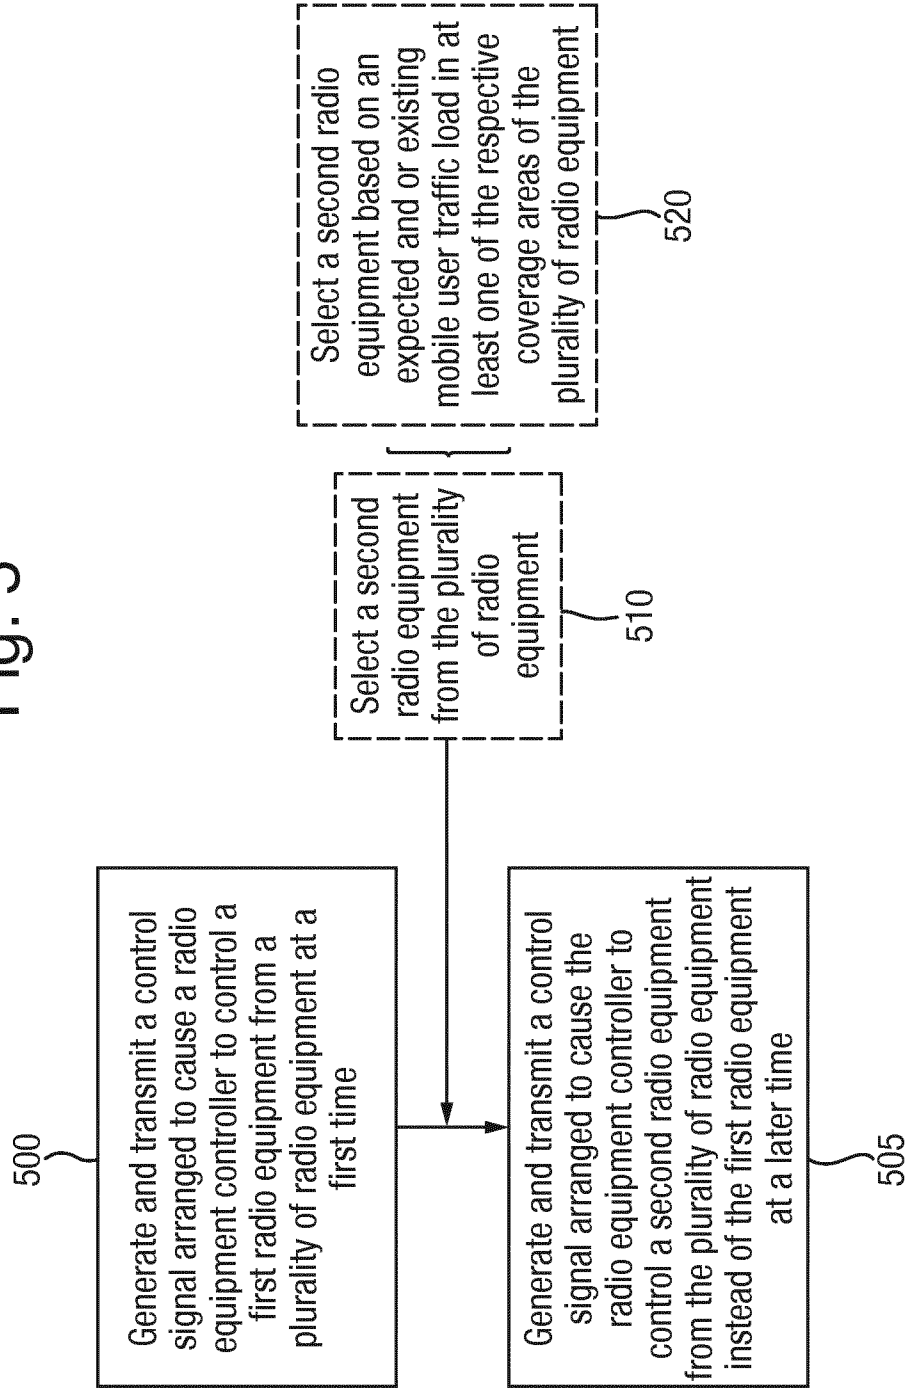 Fig.
500
Generate and transmit a control
signal arranged to cause a radio
equipment controller to control a
first radio equipment from a
plurality of radio equipment at a
first time
Select a second
radio equipment
from the plurality
of radio
equipment
510
Select a second radio
equipment based on an
expected and or existing
mobile user traffic load in at
least one of the respective
coverage areas of the
plurality of radio equipment
520
Generate and transmit a control
signal arranged to cause the
radio equipment controller to
control a second radio equipment
from the plurality of radio equipment
instead of the first radio equipment
at a later time
505